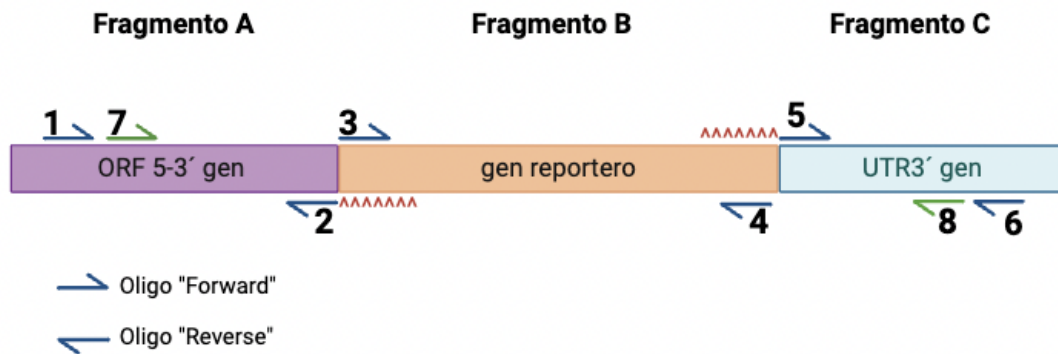 Fragmento A Fragmento B Fragmento C
1 7 3 5
ORF 5-3´ gen gen reportero UTR3´ gen
2 4 8 6
Oligo "Forward"
Oligo "Reverse"